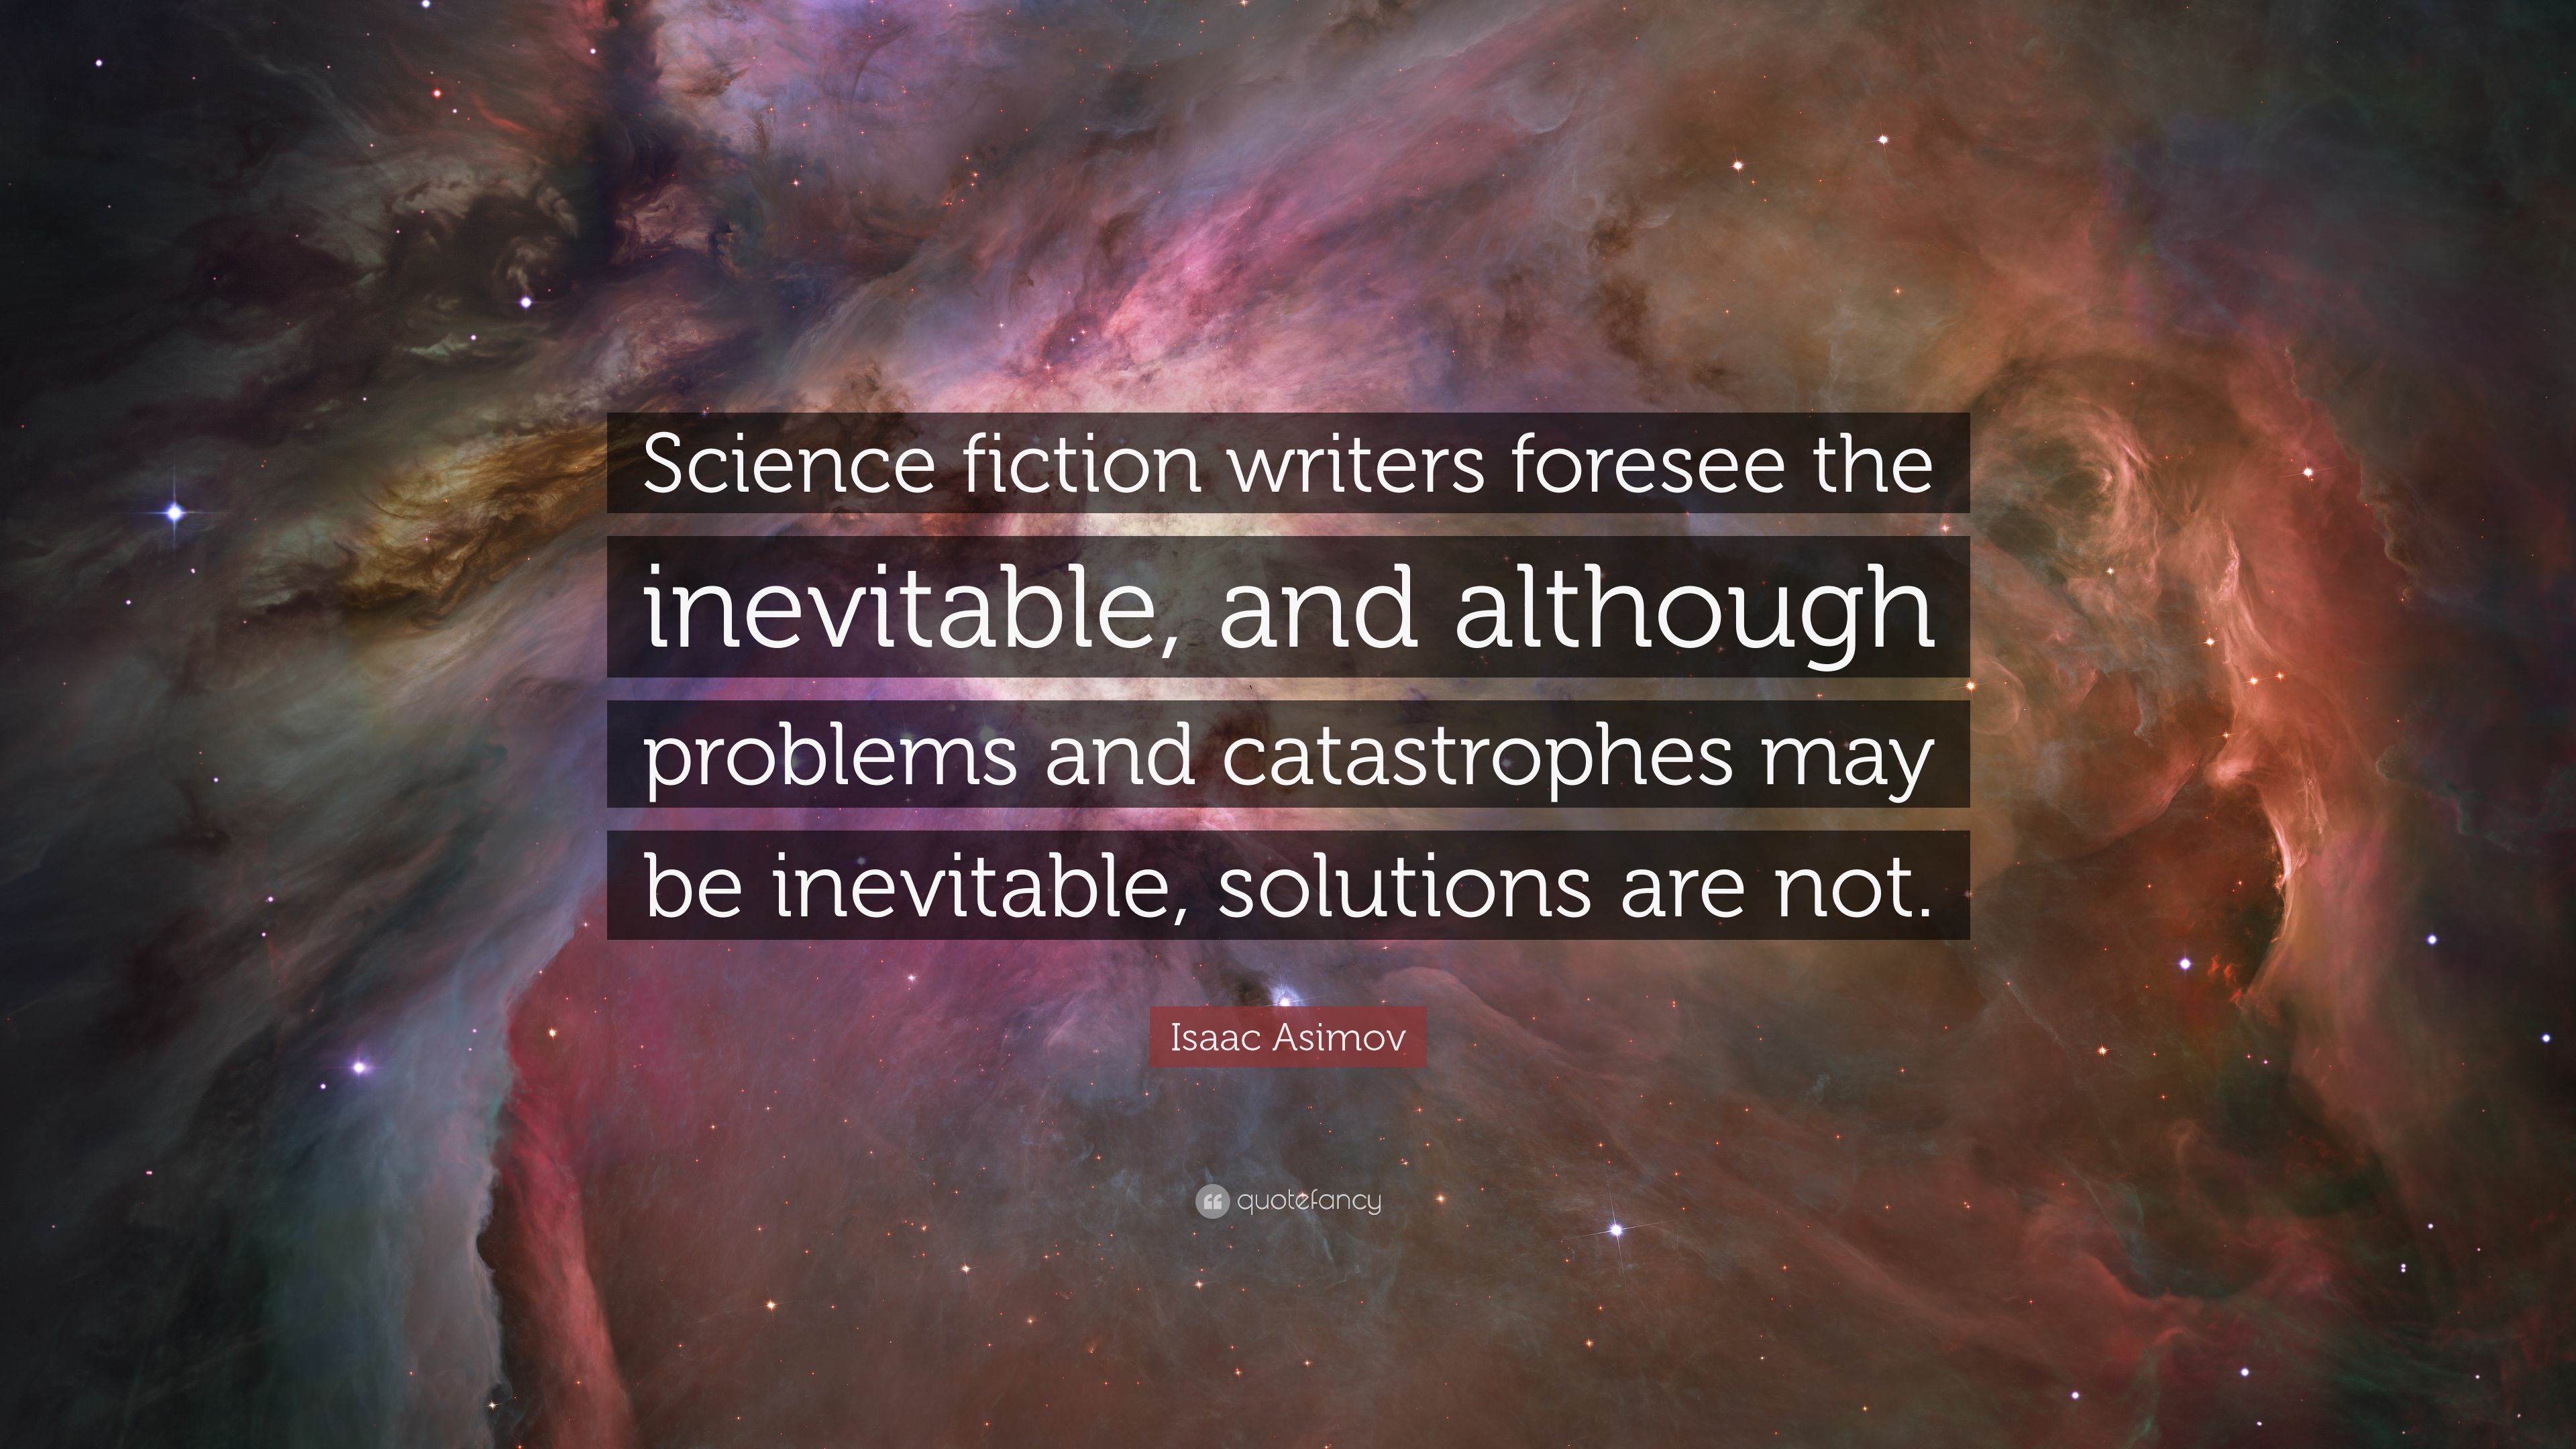 Science fiction writers foresee the
inevitable, and although
problems and catastrophes may
be inevitable, solutions are not.
Isaac Asimov
quotefancy